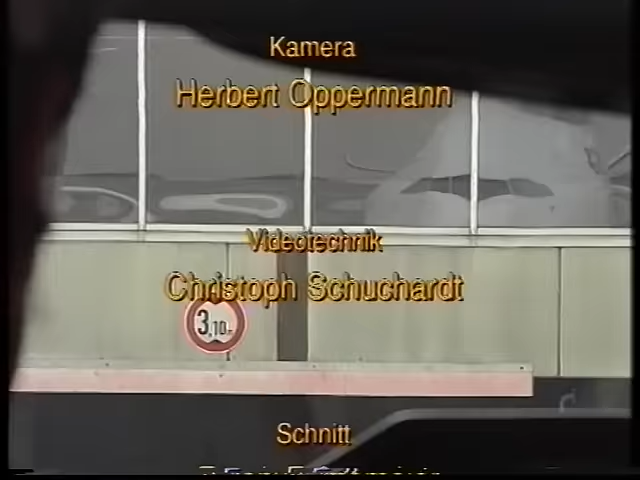 Kamera
Herbert Oppermann
Videotechnik
Christoph Schuchardt
3,10m
Schnitt